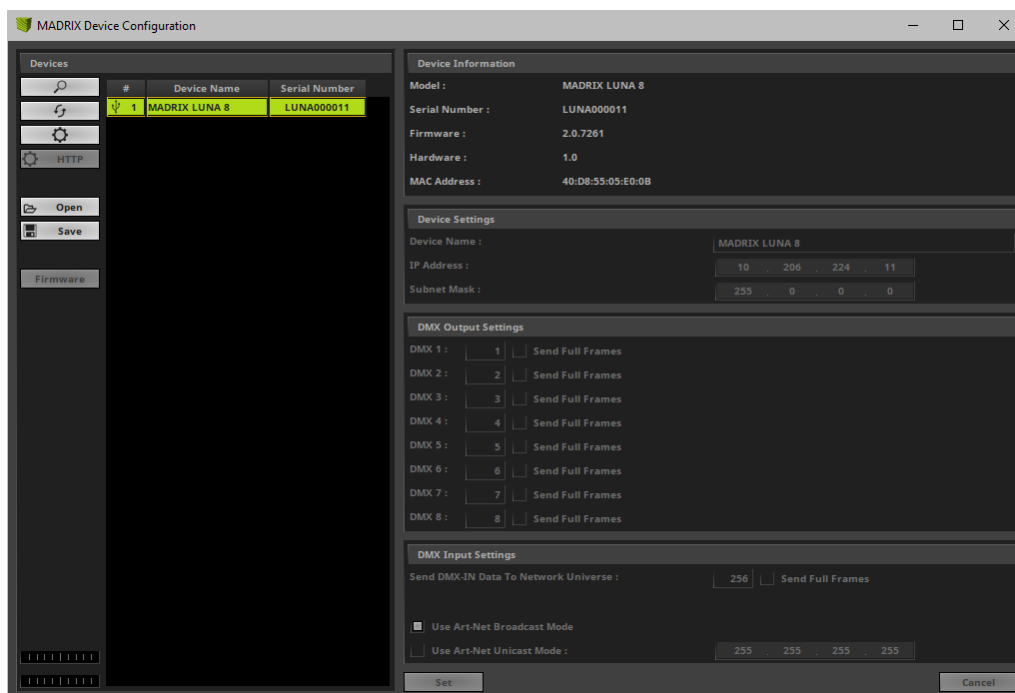 MADRIX Device Configuration
Devices
# Device Name Serial Number
1 MADRIX LUNA 8 LUNA000011
HTTP
Open
Save
Firmware
Device Information
Model : MADRIX LUNA 8
Serial Number : LUNA000011
Firmware : 2.0.7261
Hardware : 1.0
MAC Address : 40:D8:55:05:E0:0B
Device Settings
Device Name : MADRIX LUNA 8
IP Address : 10 . 206 . 224 . 11
Subnet Mask : 255 . 0 . 0 . 0
DMX Output Settings
DMX 1 : 1 Send Full Frames
DMX 2 : 2 Send Full Frames
DMX 3 : 3 Send Full Frames
DMX 4 : 4 Send Full Frames
DMX 5 : 5 Send Full Frames
DMX 6 : 6 Send Full Frames
DMX 7 : 7 Send Full Frames
DMX 8 : 8 Send Full Frames
DMX Input Settings
Send DMX-IN Data To Network Universe : 256 Send Full Frames
Use Art-Net Broadcast Mode
Use Art-Net Unicast Mode : 255 . 255 . 255 . 255
Set Cancel